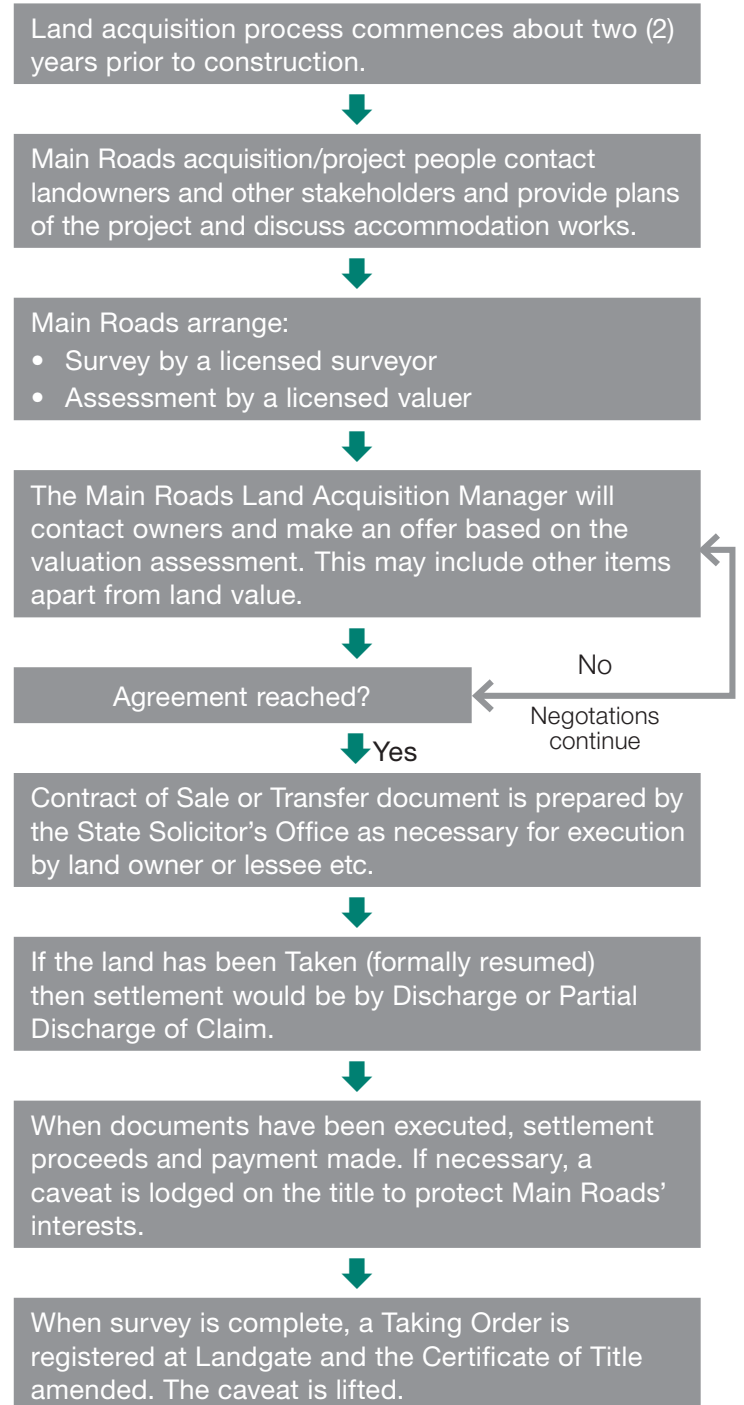 Land acquisition process commences about two (2)
years prior to construction.
Main Roads acquisition/project people contact
landowners and other stakeholders and provide plans
of the project and discuss accommodation works.
Main Roads arrange:
• Survey by a licensed surveyor
• Assessment by a licensed valuer
The Main Roads Land Acquisition Manager will
contact owners and make an offer based on the
valuation assessment. This may include other items
apart from land value.
Agreement reached?
No
Negotations
continue
Yes
Contract of Sale or Transfer document is prepared by
the State Solicitor's Office as necessary for execution
by land owner or lessee etc.
If the land has been Taken (formally resumed)
then settlement would be by Discharge or Partial
Discharge of Claim.
When documents have been executed, settlement
proceeds and payment made. If necessary, a
caveat is lodged on the title to protect Main Roads'
interests.
When survey is complete, a Taking Order is
registered at Landgate and the Certificate of Title
amended. The caveat is lifted.